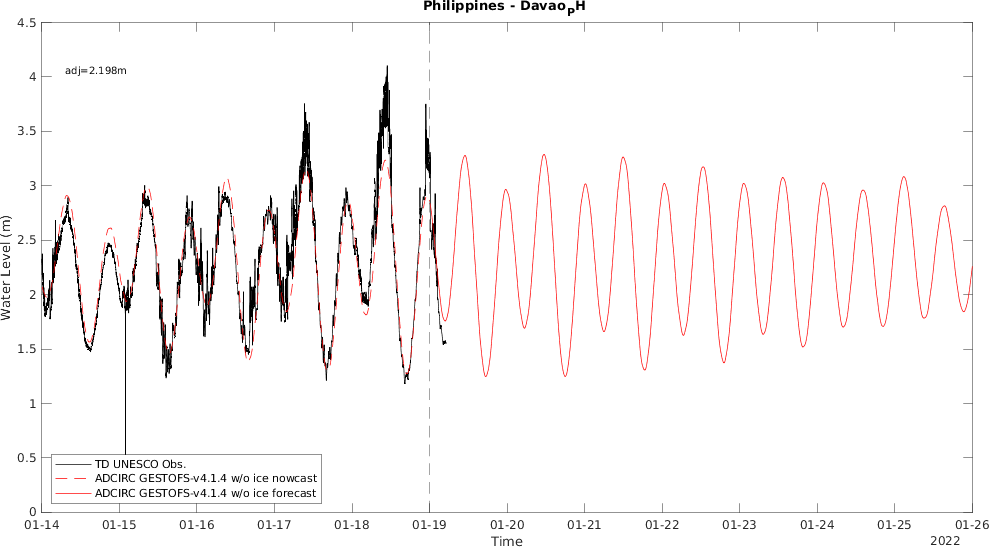 Philippines - DavaopH
adj=2.198m
Water Level (m)
4.5
4
3.5
3
2.5
2
1.5
1
0.5
0
TD UNESCO Obs.
ADCIRC GESTOFS-v4.1.4 w/o ice nowcast
ADCIRC GESTOFS-v4.1.4 w/o ice forecast
01-14 01-15 01-16 01-17 01-18 01-19 01-20 01-21 01-22 01-23 01-24 01-25 01-26
Time
2022